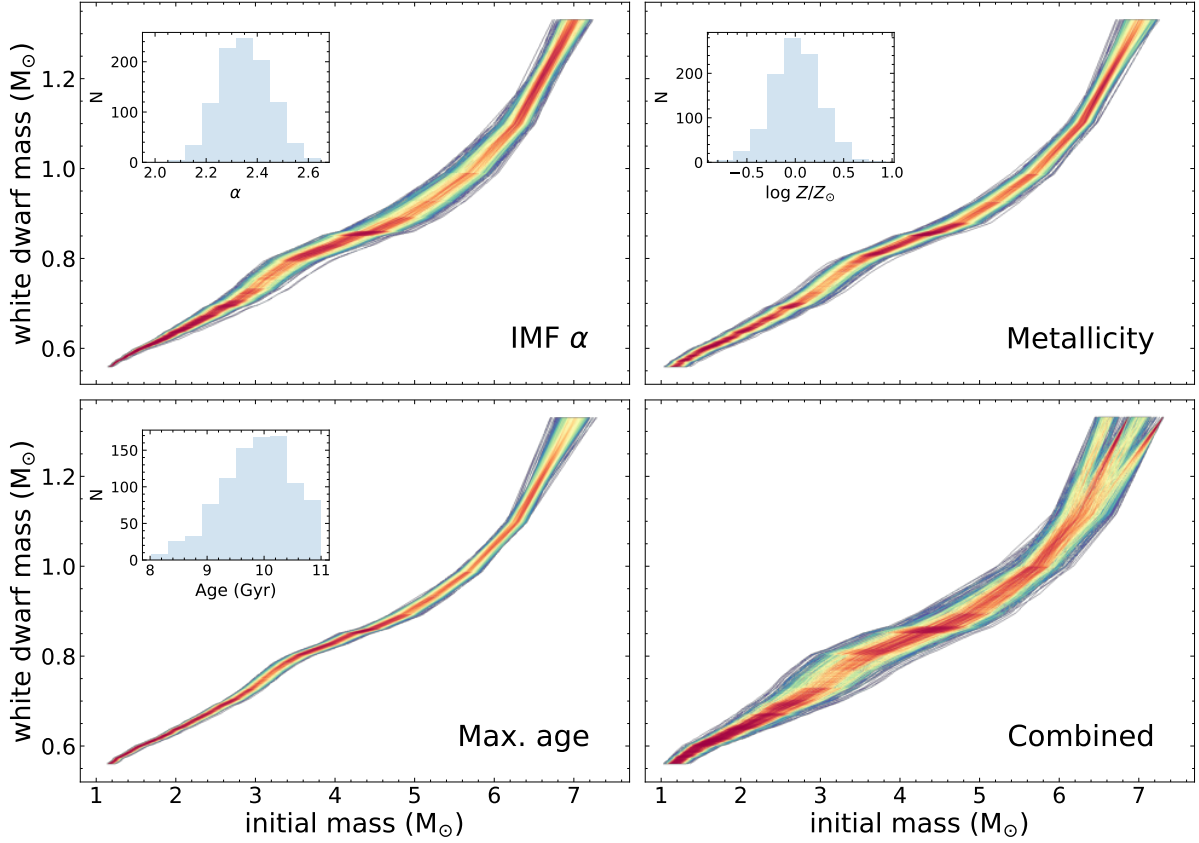 white dwarf mass (M⊙)
1.2
1.0
0.8
0.6
N
200
100
0
2.0 2.2 2.4 2.6
α
IMF α
N
200
100
0
−0.5 0.0 0.5 1.0
log Z/Z⊙
Metallicity
white dwarf mass (M⊙)
1.2
1.0
0.8
0.6
N
150
100
50
0
8 9 10 11
Age (Gyr)
Max. age
Combined
1 2 3 4 5 6 7
initial mass (M⊙)
1 2 3 4 5 6 7
initial mass (M⊙)